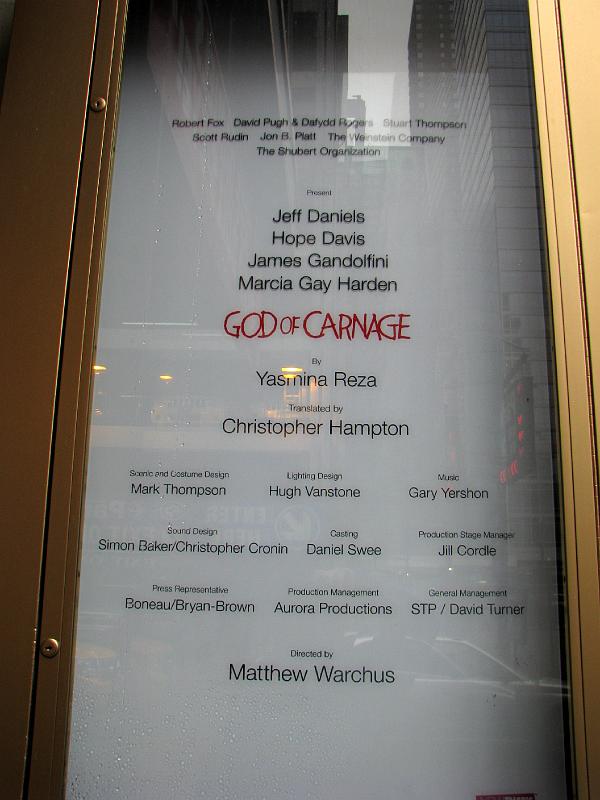 Robert Fox David Pugh & Dafydd Rogers Stuart Thompson
Scott Rudin Jon B. Platt The Weinstein Company
The Shubert Organization
Present
Jeff Daniels
Hope Davis
James Gandolfini
Marcia Gay Harden
GOD OF CARNAGE
By
Yasmina Reza
Translated by
Christopher Hampton
Scenic and Costume Design Lighting Design Music
Mark Thompson Hugh Vanstone Gary Yershon
Sound Design Casting Production Stage Manager
Simon Baker/Christopher Cronin Daniel Swee Jill Cordle
Press Representative Production Management General Management
Boneau/Bryan-Brown Aurora Productions STP / David Turner
Directed by
Matthew Warchus